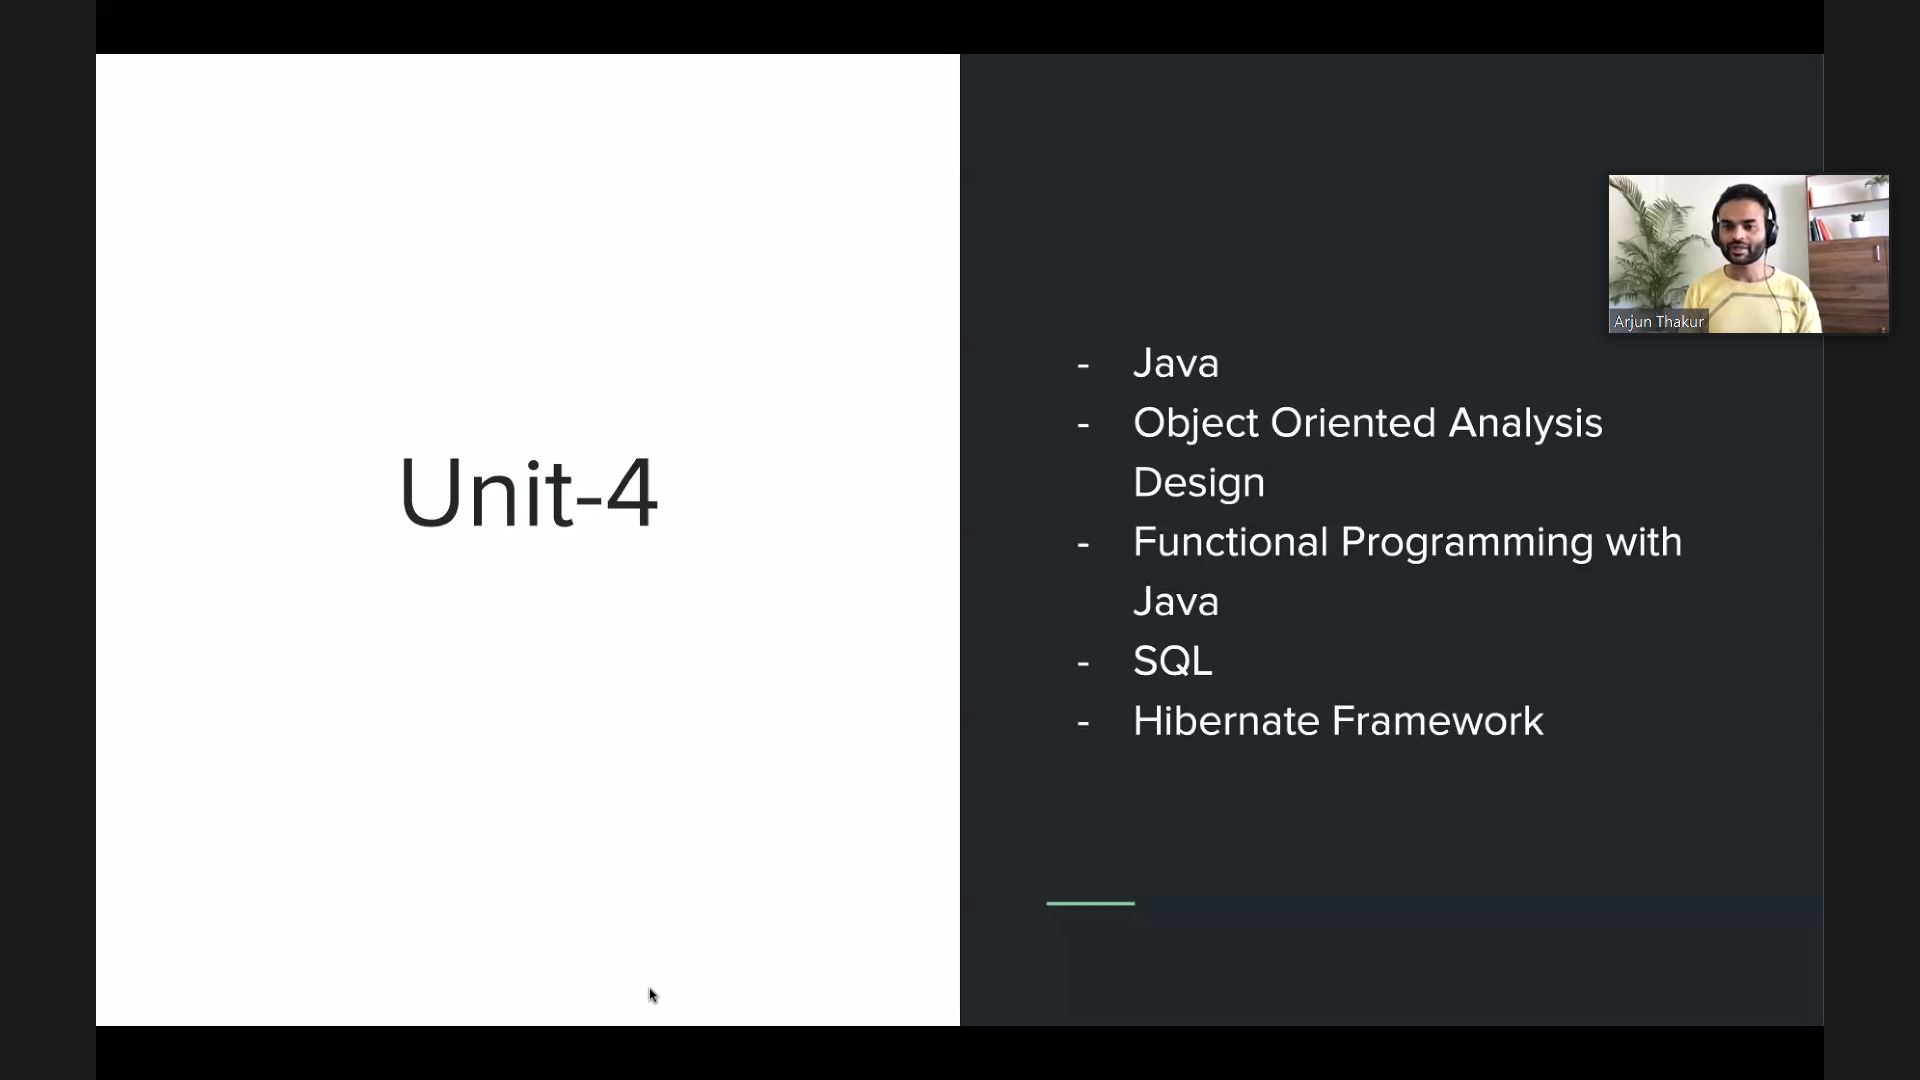 Unit-4
- Java
- Object Oriented Analysis
Design
- Functional Programming with
Java
- SQL
- Hibernate Framework
Arjun Thakur